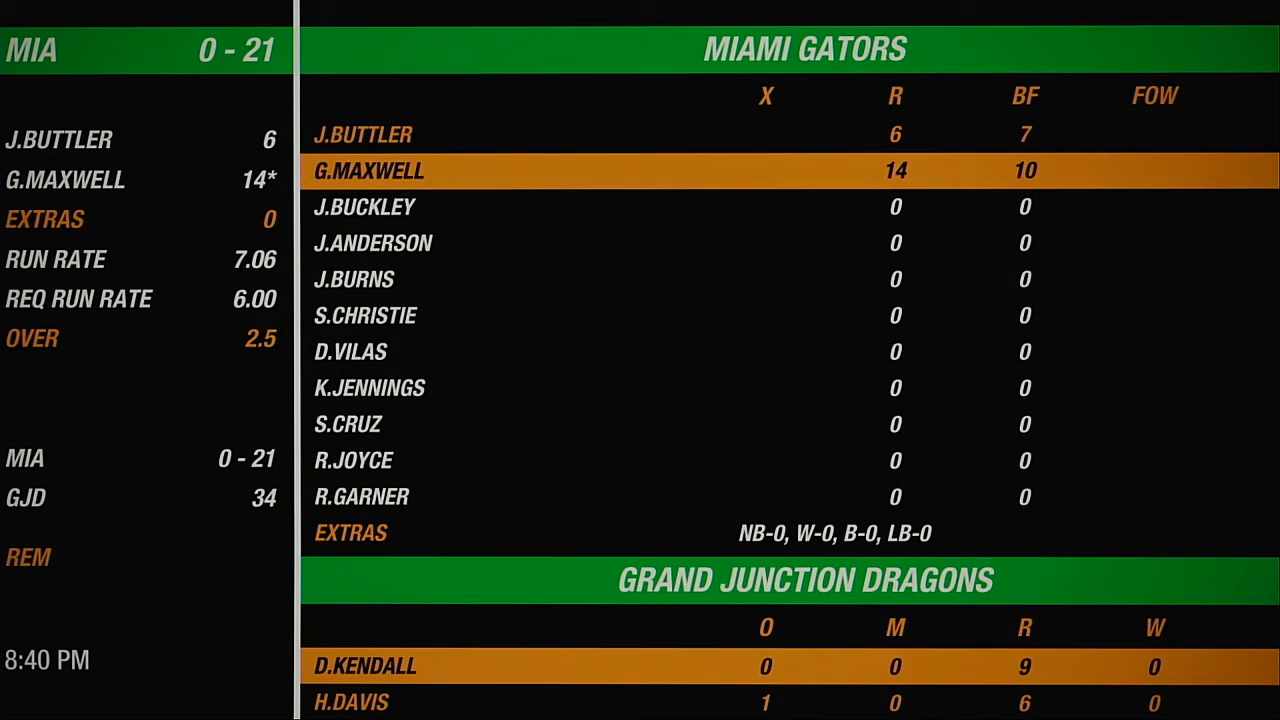 MIA 0 - 21
J.BUTTLER 6
G.MAXWELL 14*
EXTRAS 0
RUN RATE 7.06
REQ RUN RATE 6.00
OVER 2.5
MIA 0 - 21
GJD 34
REM
8:40 PM
MIAMI GATORS
X R BF FOW
J.BUTTLER 6 7
G.MAXWELL 14 10
J.BUCKLEY 0 0
J.ANDERSON 0 0
J.BURNS 0 0
S.CHRISTIE 0 0
D.VILAS 0 0
K.JENNINGS 0 0
S.CRUZ 0 0
R.JOYCE 0 0
R.GARNER 0 0
EXTRAS NB-0, W-0, B-0, LB-0
GRAND JUNCTION DRAGONS
O M R W
D.KENDALL 0 0 9 0
H.DAVIS 1 0 6 0